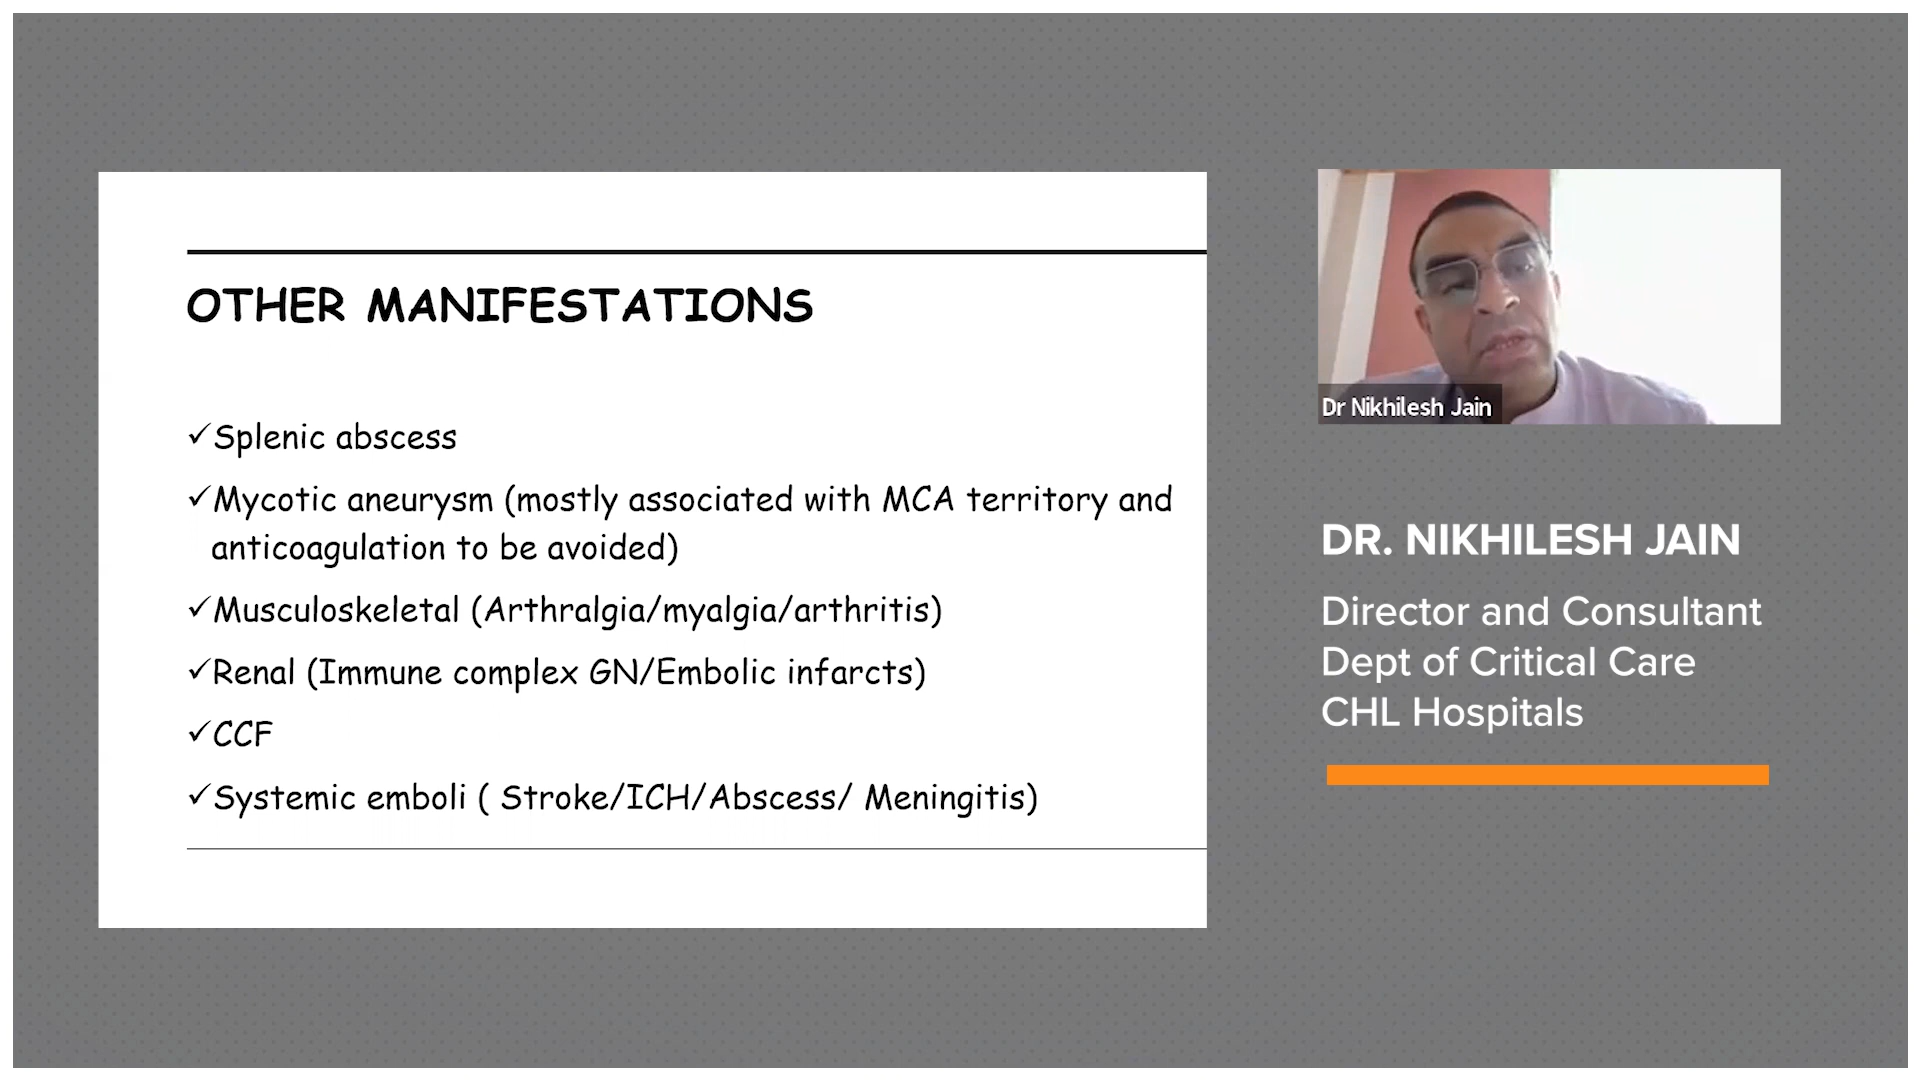 OTHER MANIFESTATIONS
✓Splenic abscess
✓Mycotic aneurysm (mostly associated with MCA territory and
anticoagulation to be avoided)
✓Musculoskeletal (Arthralgia/myalgia/arthritis)
✓Renal (Immune complex GN/Embolic infarcts)
✓CCF
✓Systemic emboli ( Stroke/ICH/Abscess/ Meningitis)
Dr Nikhilesh Jain
DR. NIKHILESH JAIN
Director and Consultant
Dept of Critical Care
CHL Hospitals